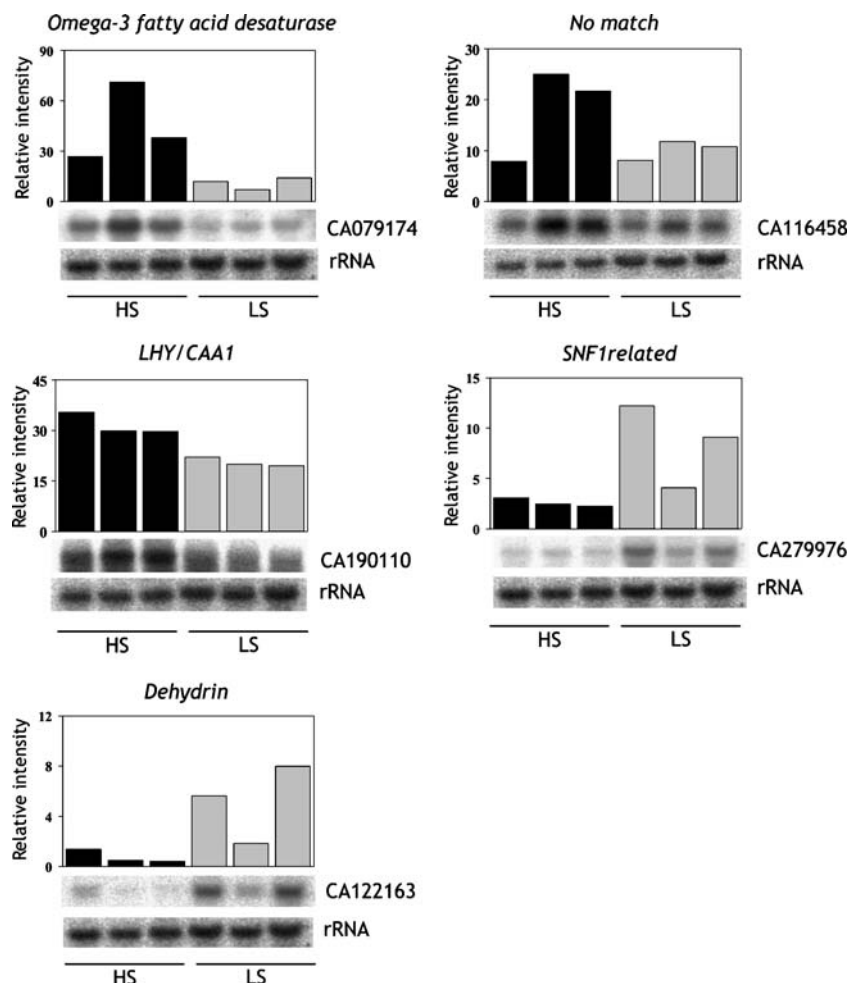 Omega-3 fatty acid desaturase
Relative intensity
90
60
30
0
CA079174
rRNA
HS LS
No match
Relative intensity
30
20
10
0
CA116458
rRNA
HS LS
LHY/CAA1
Relative intensity
45
30
15
0
CA190110
rRNA
HS LS
SNF1related
Relative intensity
15
10
5
0
CA279976
rRNA
HS LS
Dehydrin
Relative intensity
12
8
4
0
CA122163
rRNA
HS LS